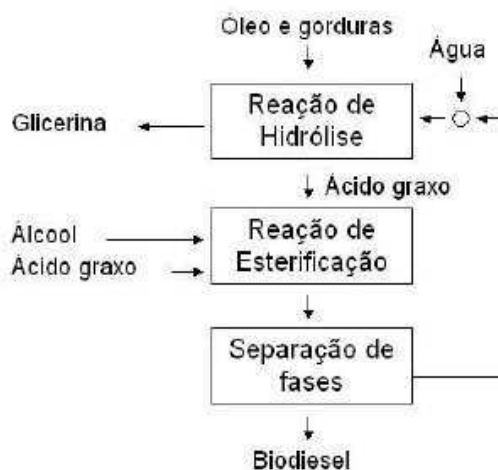 Óleo e gorduras
Água
Reação de
Hidrólise
Glicerina
Ácido graxo
Álcool
Ácido graxo
Reação de
Esterificação
Separação de
fases
Biodiesel